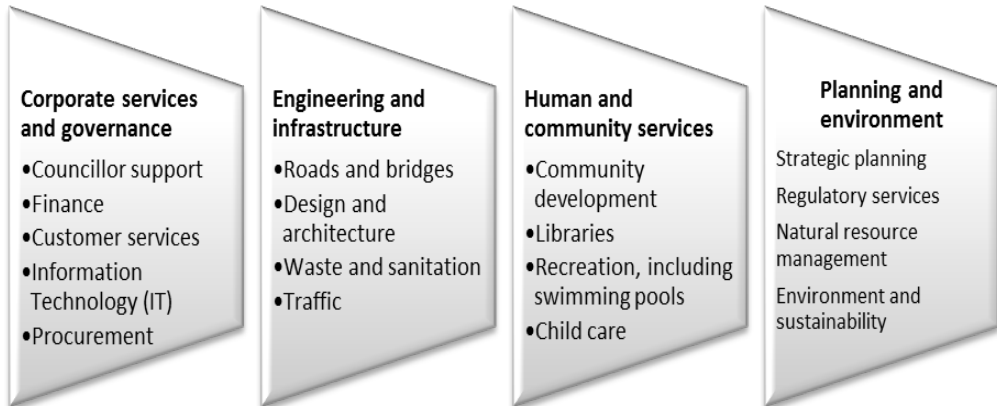 Corporate services
and governance
•Councillor support
•Finance
•Customer services
•Information
Technology (IT)
•Procurement
Engineering and
infrastructure
•Roads and bridges
•Design and
architecture
•Waste and sanitation
•Traffic
Human and
community services
•Community
development
•Libraries
•Recreation, including
swimming pools
•Child care
Planning and
environment
Strategic planning
Regulatory services
Natural resource
management
Environment and
sustainability